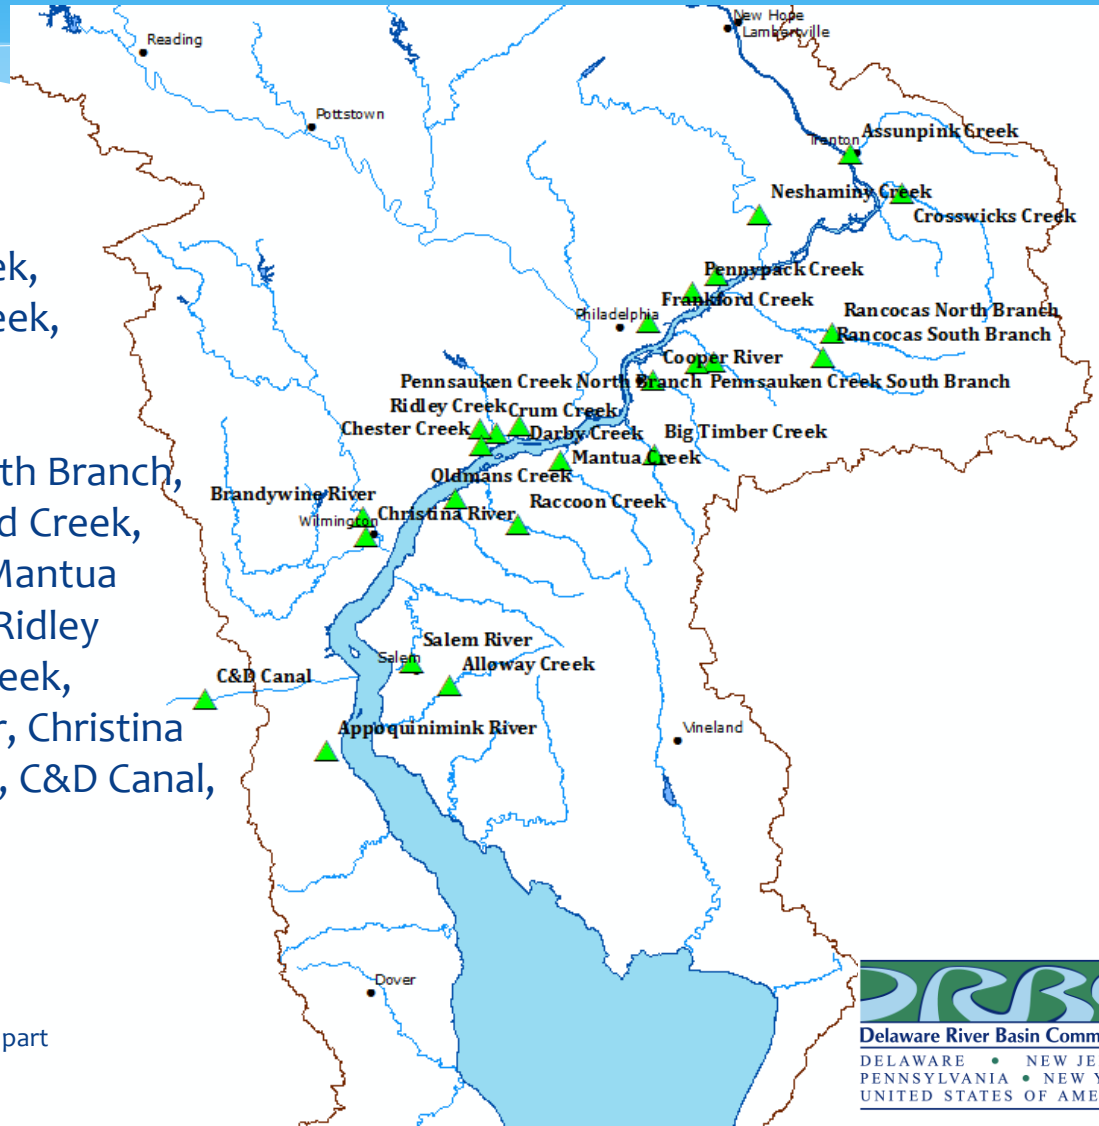 New Hope
Lambertville
Reading
Pottstown
Trenton
Assunpink Creek
Neshaminy Creek
Crosswicks Creek
ek,
eek,
Pennypack Creek
Frankford Creek
Philadelphia
Rancocas North Branch
Rancocas South Branch
Cooper River
Pennsauken Creek North Branch
Pennsauken Creek South Branch
Ridley Creek
Crum Creek
Chester Creek
Darby Creek
Big Timber Creek
Mantua Creek
th Branch,
Oldmans Creek
Brandywine River
Raccoon Creek
Wilmington
Christina River
d Creek,
Mantua
Ridley
Salem River
Salem
Alloway Creek
eek,
C&D Canal
r, Christina
Appoquinimink River
Vineland
, C&D Canal,
Dover
part
DRBC
Delaware River Basin Comm
DELAWARE • NEW JE
PENNSYLVANIA • NEW Y
UNITED STATES OF AME